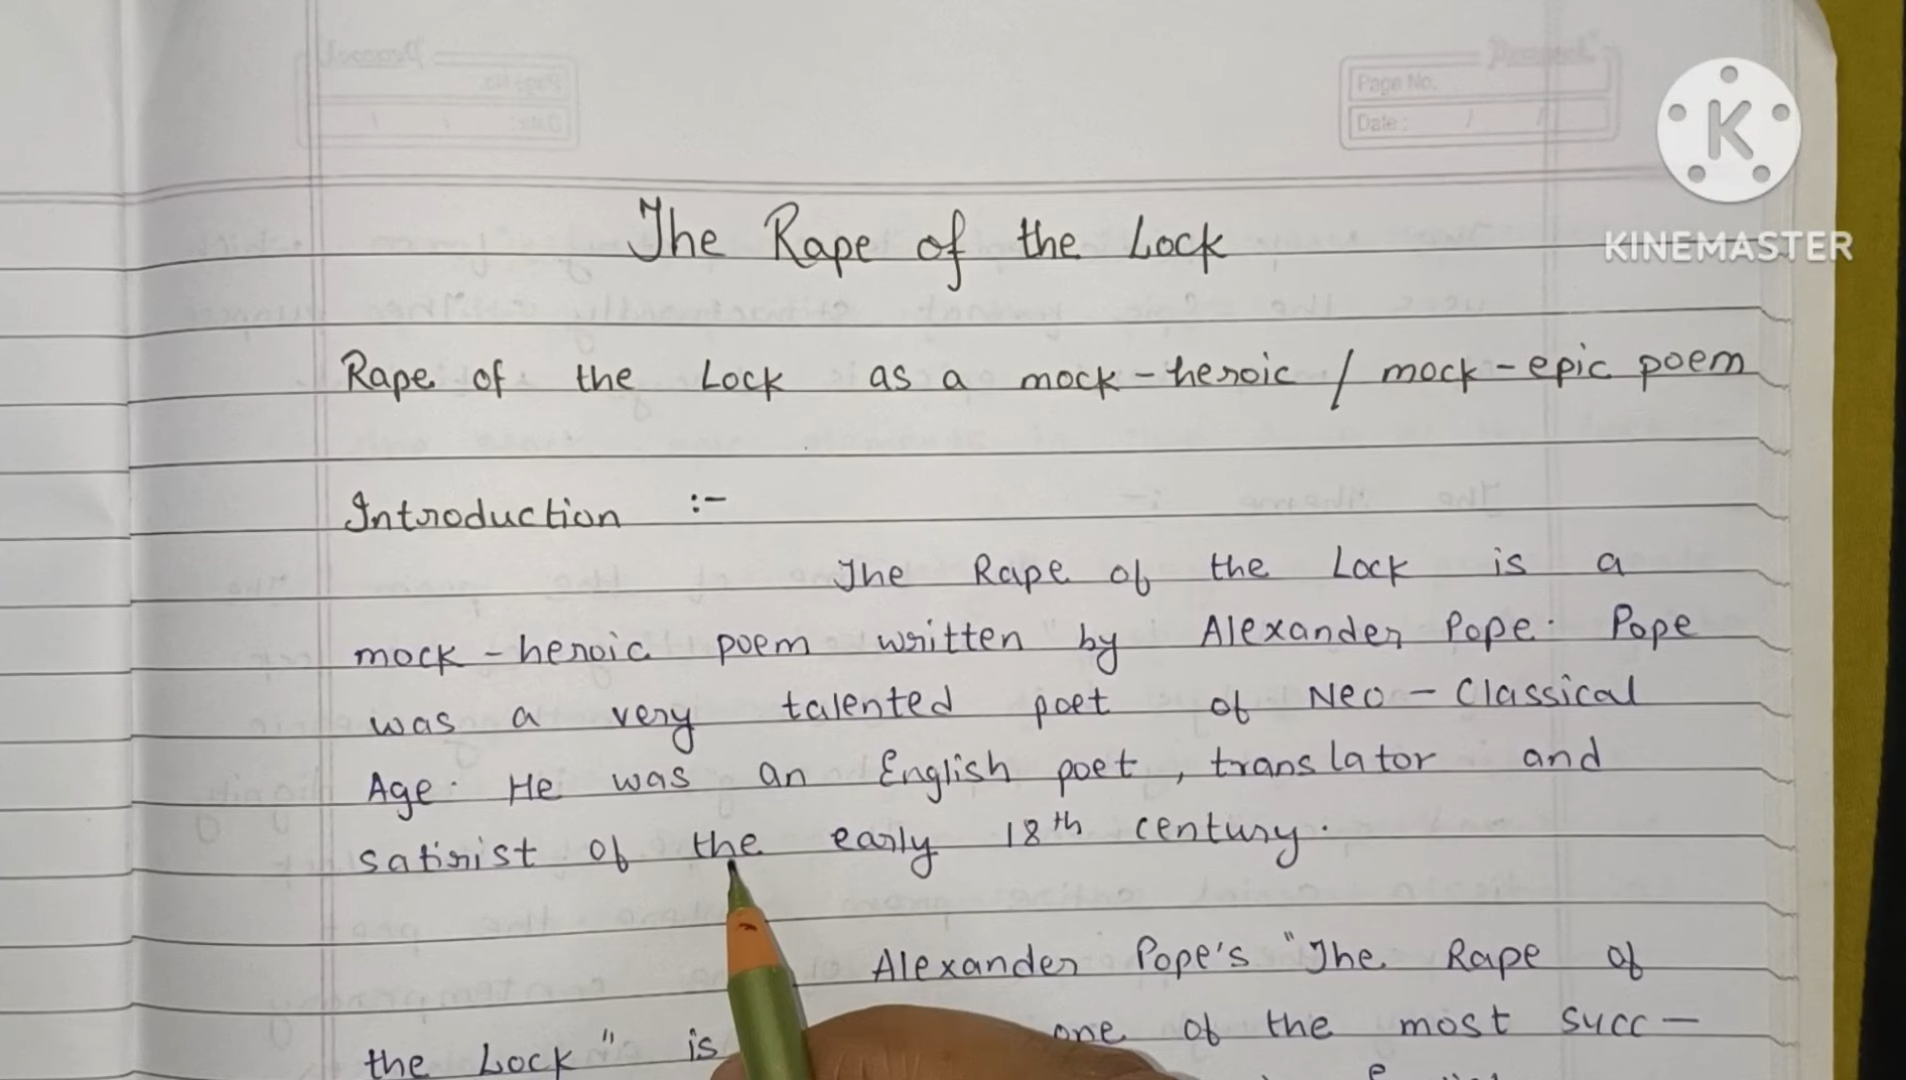 Page No.
Date: / /
KINEMASTER
The Rape of the Lock
Rape of the Lock as a mock-heroic / mock-epic poem
Introduction :-
The Rape of the Lock is a
mock-heroic poem written by Alexander Pope. Pope
was a very talented poet of Neo-Classical
Age. He was an English poet, translator and
satirist of the early 18th century.
Alexander Pope's "The Rape of
the Lock" is one of the most succ-